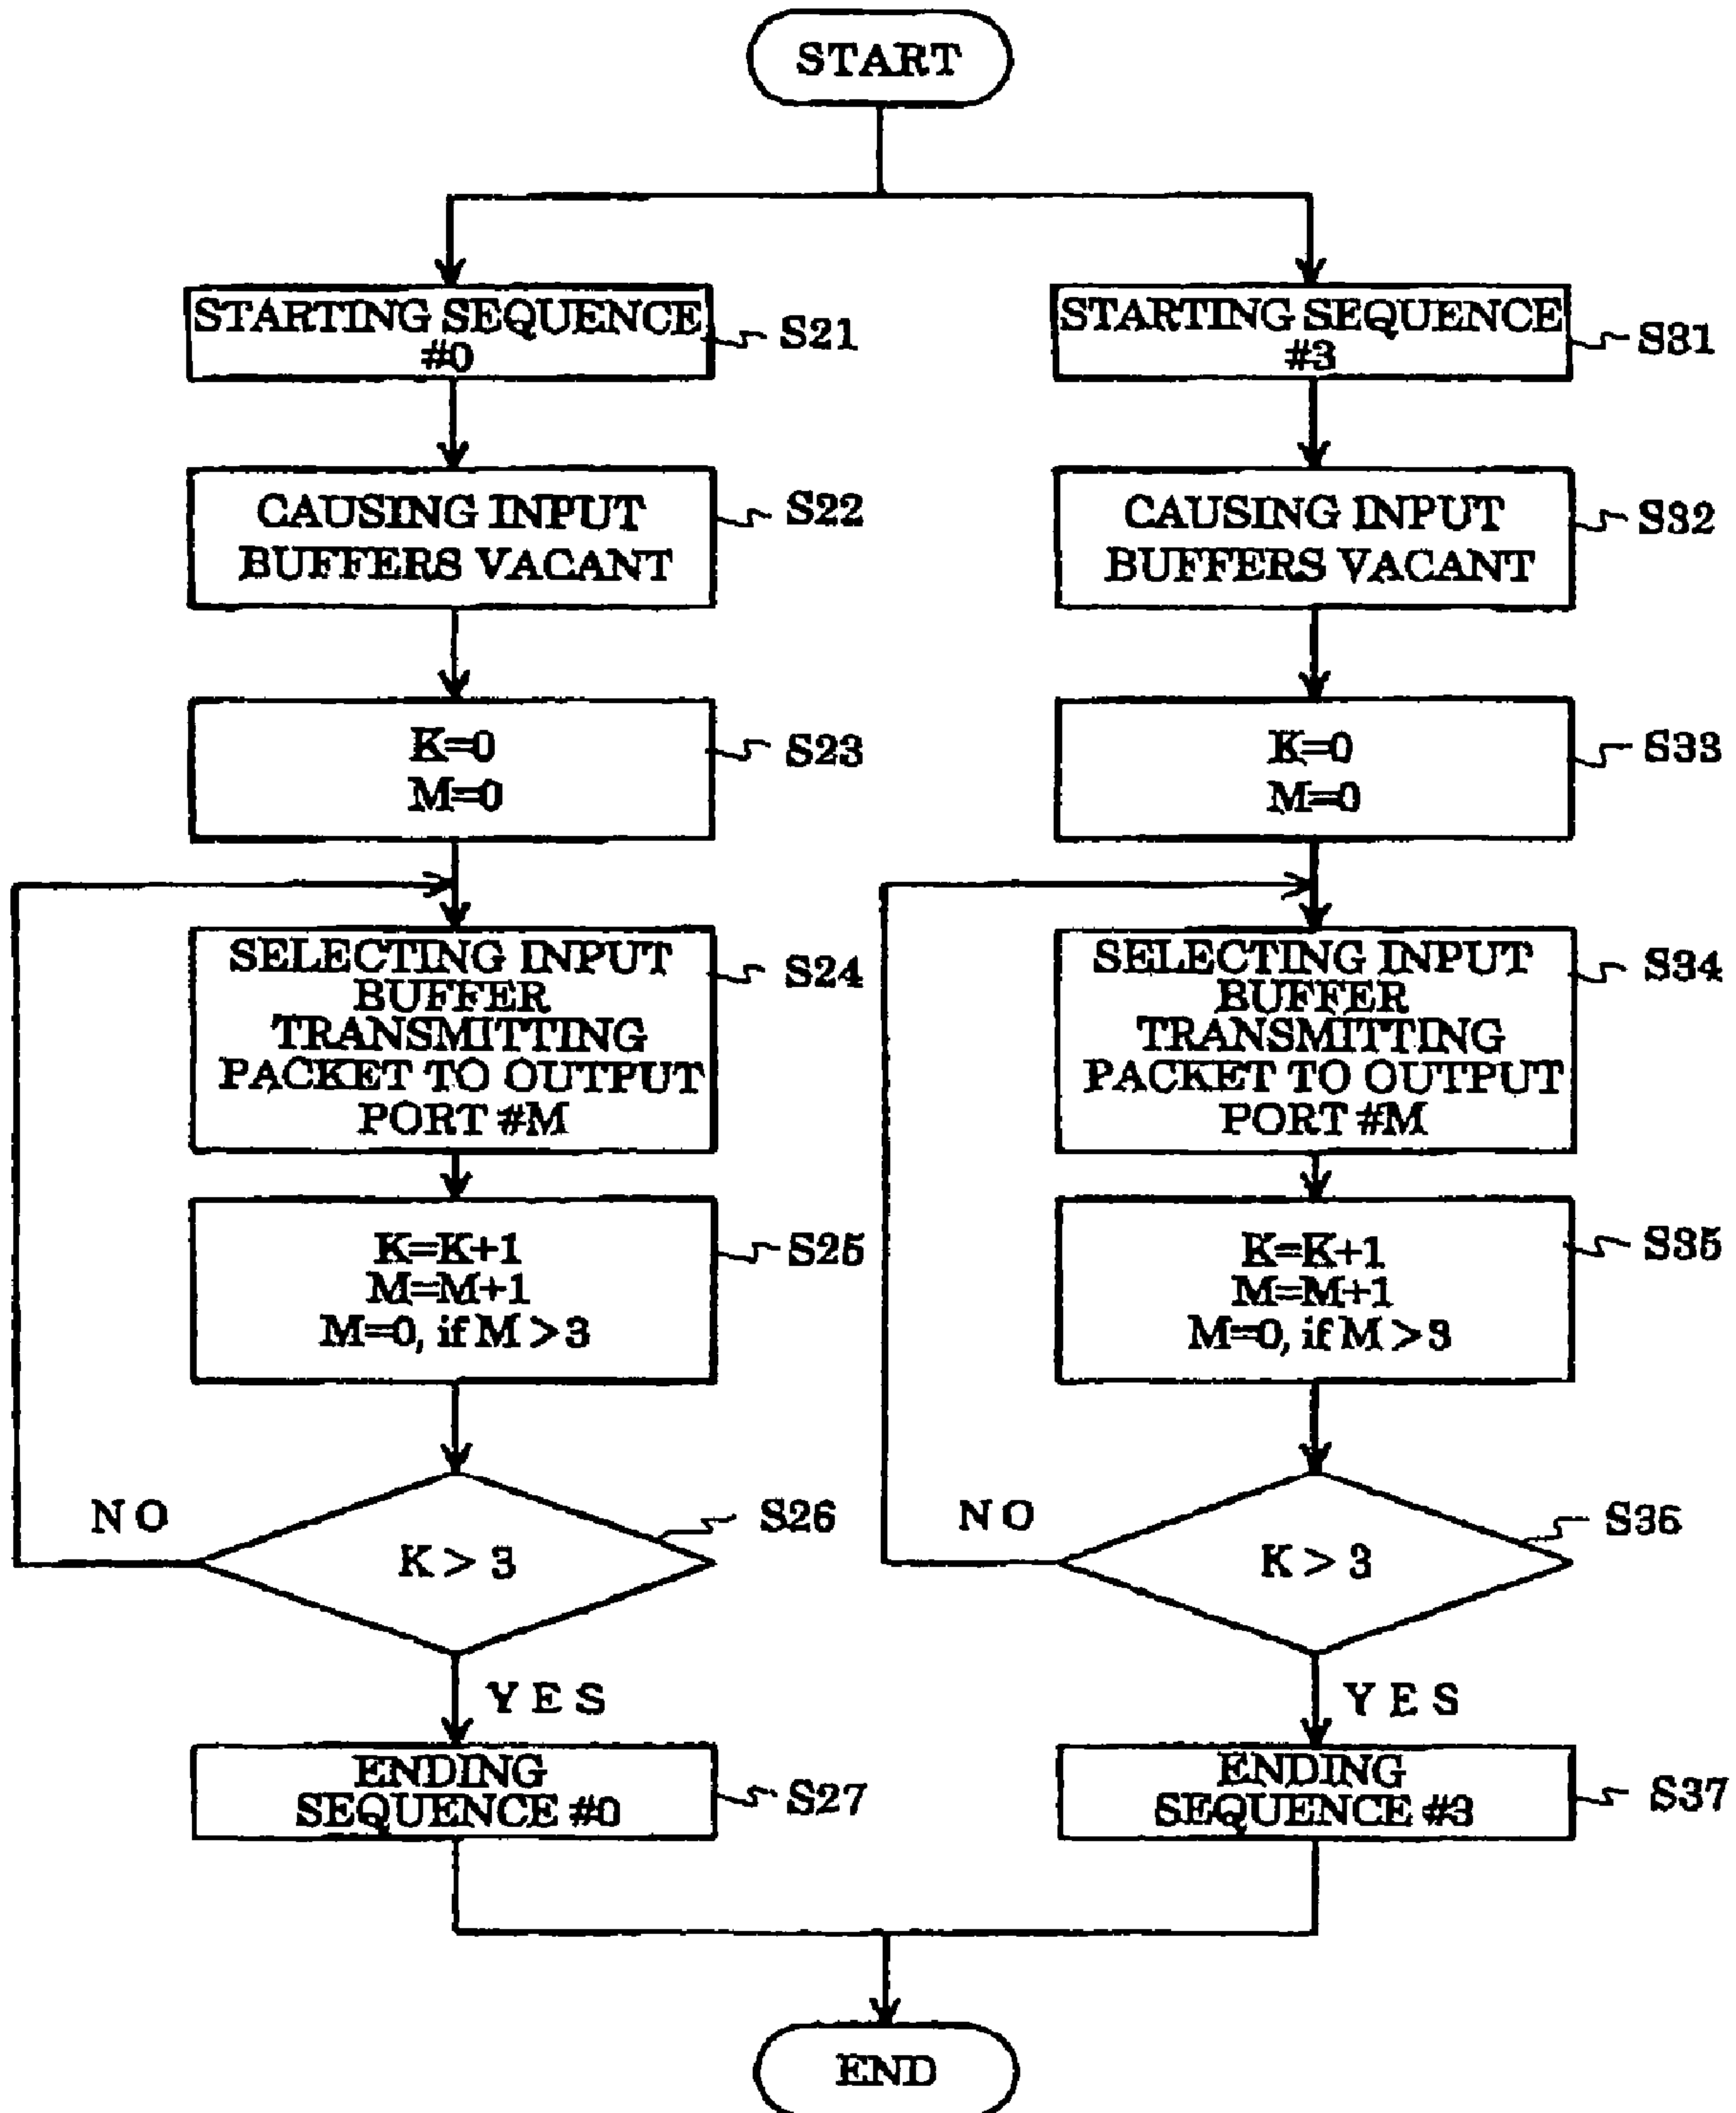 START
STARTING SEQUENCE
#0
S21
CAUSING INPUT
BUFFERS VACANT
S22
K=0
M=0
S23
SELECTING INPUT
BUFFER
TRANSMITTING
PACKET TO OUTPUT
PORT #M
S24
K=K+1
M=M+1
M=0, if M > 3
S25
NO
K > 3
S26
YES
ENDING
SEQUENCE #0
S27
STARTING SEQUENCE
#3
S31
CAUSING INPUT
BUFFERS VACANT
S32
K=0
M=0
S33
SELECTING INPUT
BUFFER
TRANSMITTING
PACKET TO OUTPUT
PORT #M
S34
K=K+1
M=M+1
M=0, if M > 3
S35
NO
K > 3
S36
YES
ENDING
SEQUENCE #3
S37
END